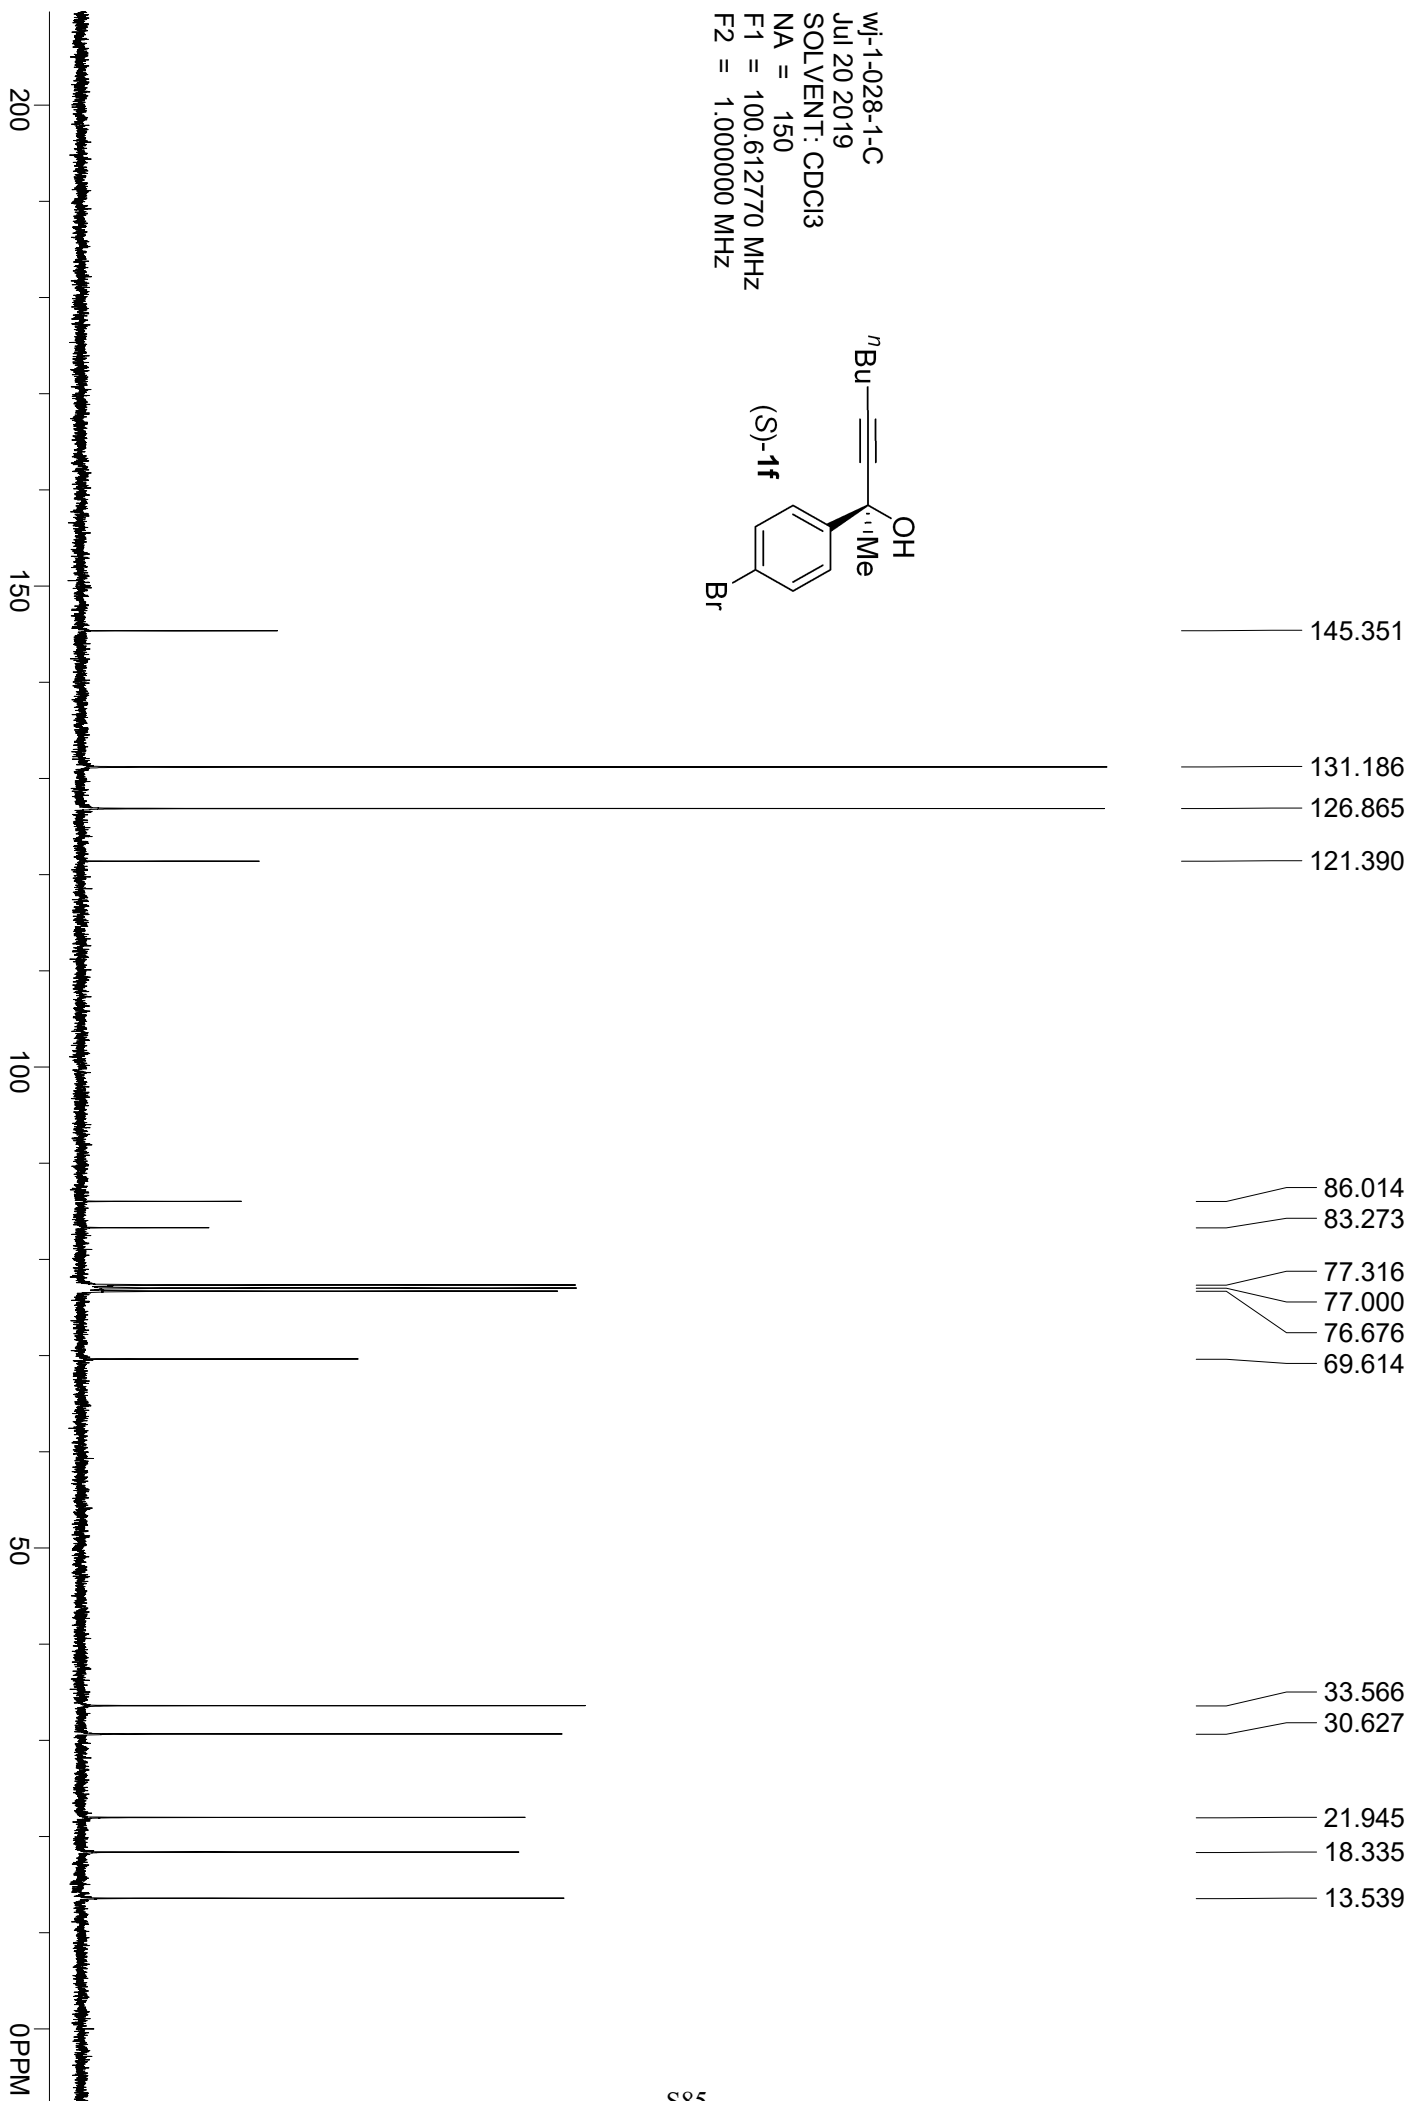 wj-1-028-1-C
Jul 20 2019
SOLVENT: CDCl3
NA = 150
F1 = 100.612770 MHz
F2 = 1.000000 MHz
OH
nBu
Me
(S)-1f
Br
145.351
131.186
126.865
121.390
86.014
83.273
77.316
77.000
76.676
69.614
33.566
30.627
21.945
18.335
13.539
200
150
100
50
0PPM
S85